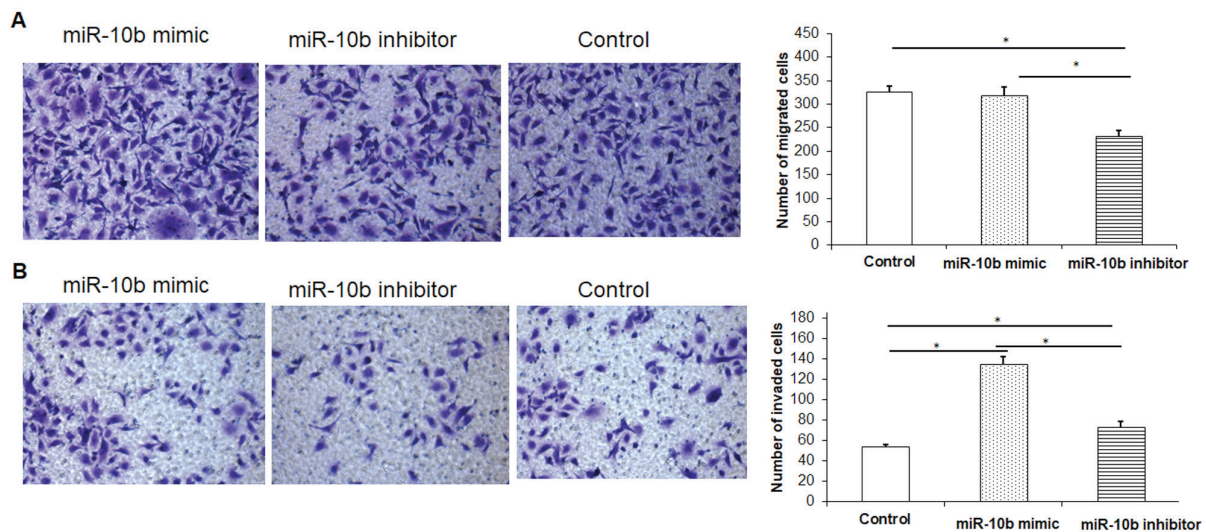 A
miR-10b mimic
miR-10b inhibitor
Control
Number of migrated cells
450
400
350
300
250
200
150
100
50
0
*
*
Control
miR-10b mimic
miR-10b inhibitor
B
miR-10b mimic
miR-10b inhibitor
Control
Number of invaded cells
180
160
140
120
100
80
60
40
20
0
*
*
*
Control
miR-10b mimic
miR-10b inhibitor